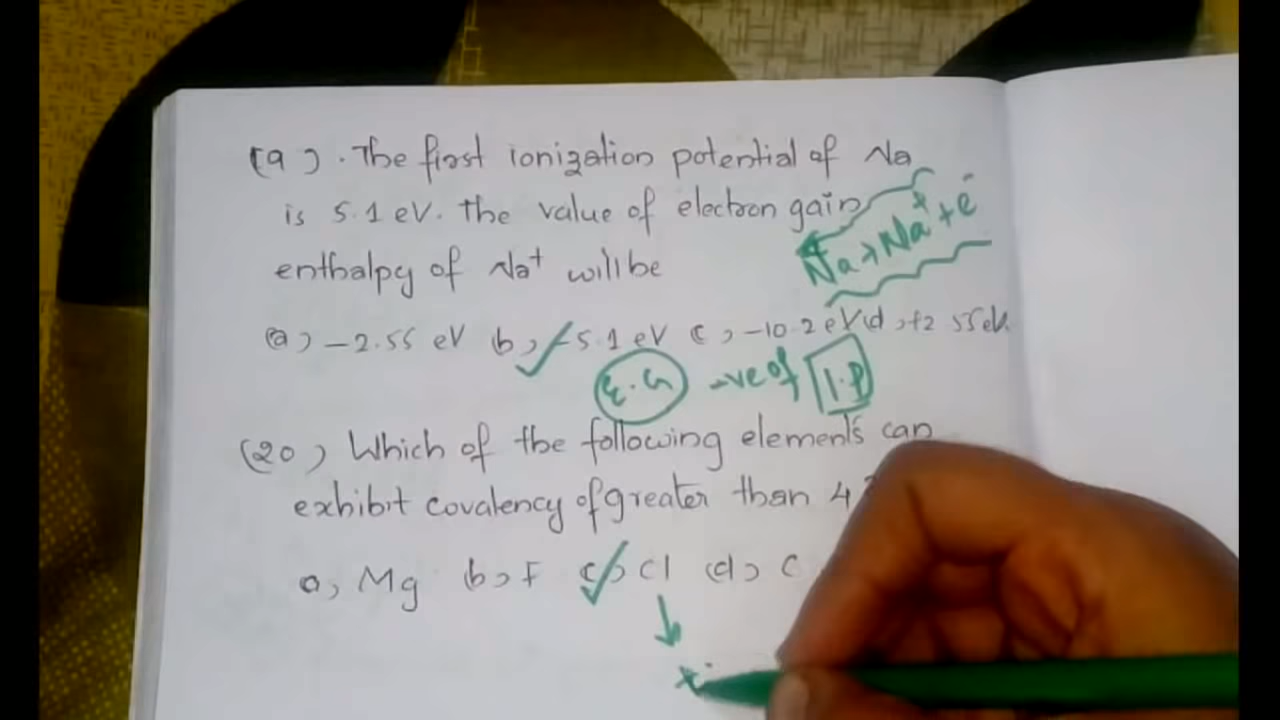 (9). The first ionization potential of Na
is 5.1 eV. The value of electron gain
enthalpy of Na⁺ will be
Na → Na⁺ + e⁻
(a) -2.55 eV (b) -5.1 eV (c) -10.2 eV (d) +2.55 eV.
E.G -ve of I.P
(20) Which of the following elements can
exhibit covalency of greater than 4
a) Mg (b) F (c) Cl (d) C